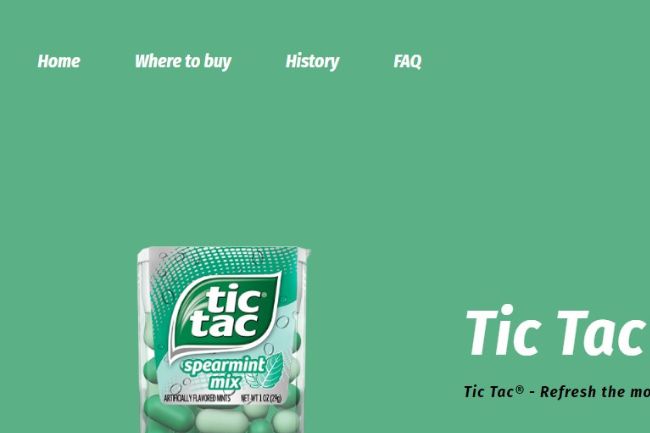 Home Where to buy History FAQ
tic
tac®
spearmint
mix
ARTIFICIALLY FLAVORED MINTS NET WT 1 OZ (29g)
Tic Tac
Tic Tac® - Refresh the mo